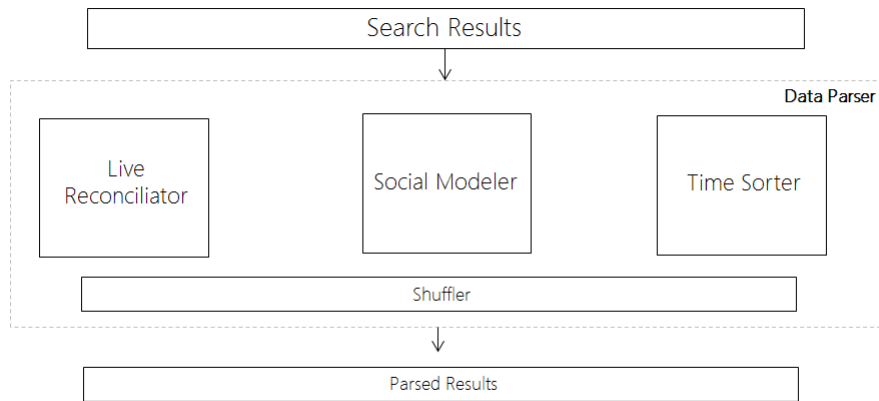 Search Results
Data Parser
Live
Reconciliator
Social Modeler
Time Sorter
Shuffler
Parsed Results